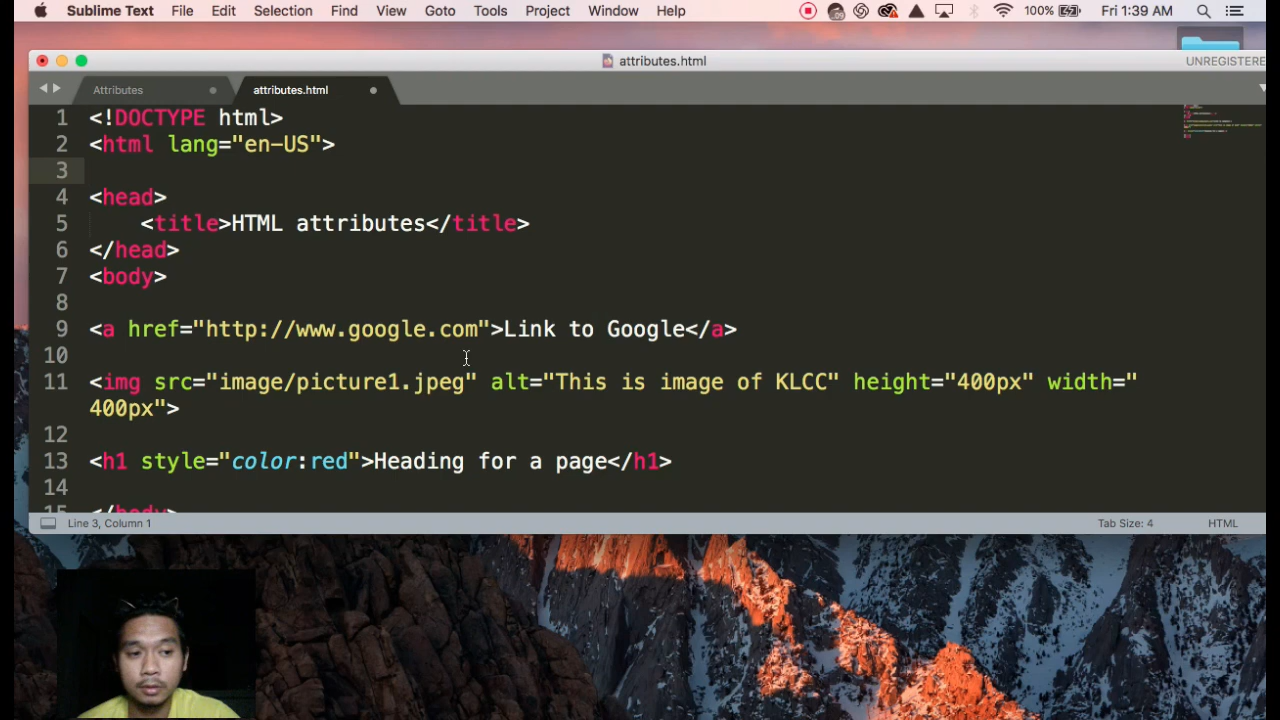 Sublime Text File Edit Selection Find View Goto Tools Project Window Help 100% Fri 1:39 AM
attributes.html UNREGISTERE
Attributes attributes.html
1 <!DOCTYPE html>
2 <html lang="en-US">
3
4 <head>
5 <title>HTML attributes</title>
6 </head>
7 <body>
8
9 <a href="http://www.google.com">Link to Google</a>
10
11 <img src="image/picture1.jpeg" alt="This is image of KLCC" height="400px" width="
400px">
12
13 <h1 style="color:red">Heading for a page</h1>
14
15 </body>
Line 3, Column 1 Tab Size: 4 HTML